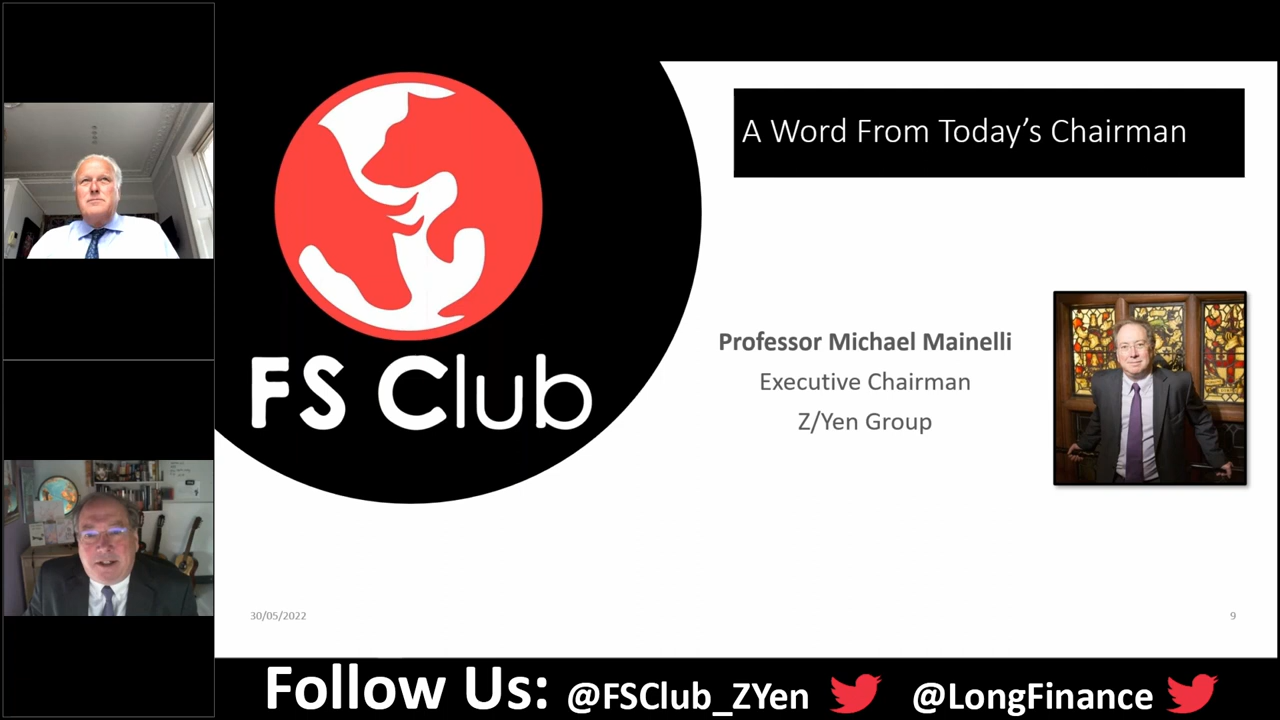 A Word From Today's Chairman
FS Club
Professor Michael Mainelli
Executive Chairman
Z/Yen Group
30/05/2022
9
Follow Us: @FSClub_ZYen @LongFinance